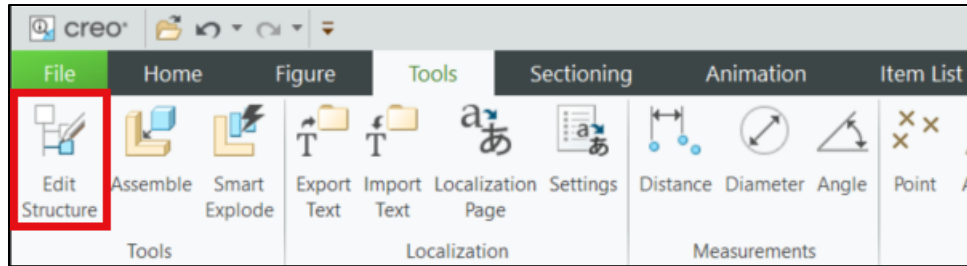 creo
File Home Figure Tools Sectioning Animation Item List
Edit Structure Assemble Smart Explode Export Text Import Text Localization Page Settings Distance Diameter Angle Point
Tools Localization Measurements